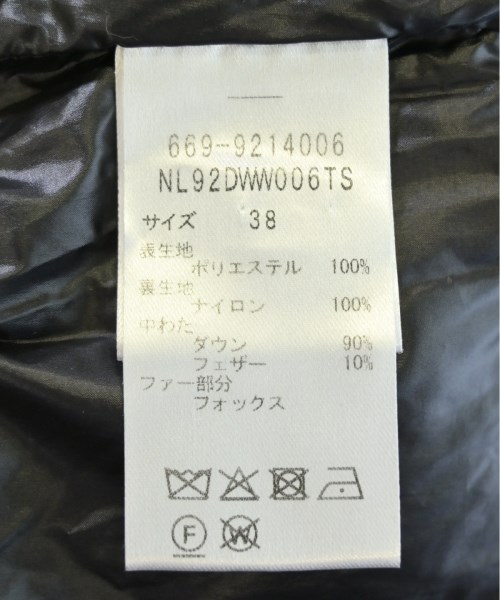 669-9214006
NL92DWW006TS
サイズ 38
表生地
ポリエステル 100%
裏生地
ナイロン 100%
中わた
ダウン 90%
フェザー 10%
ファー部分
フォックス
P W